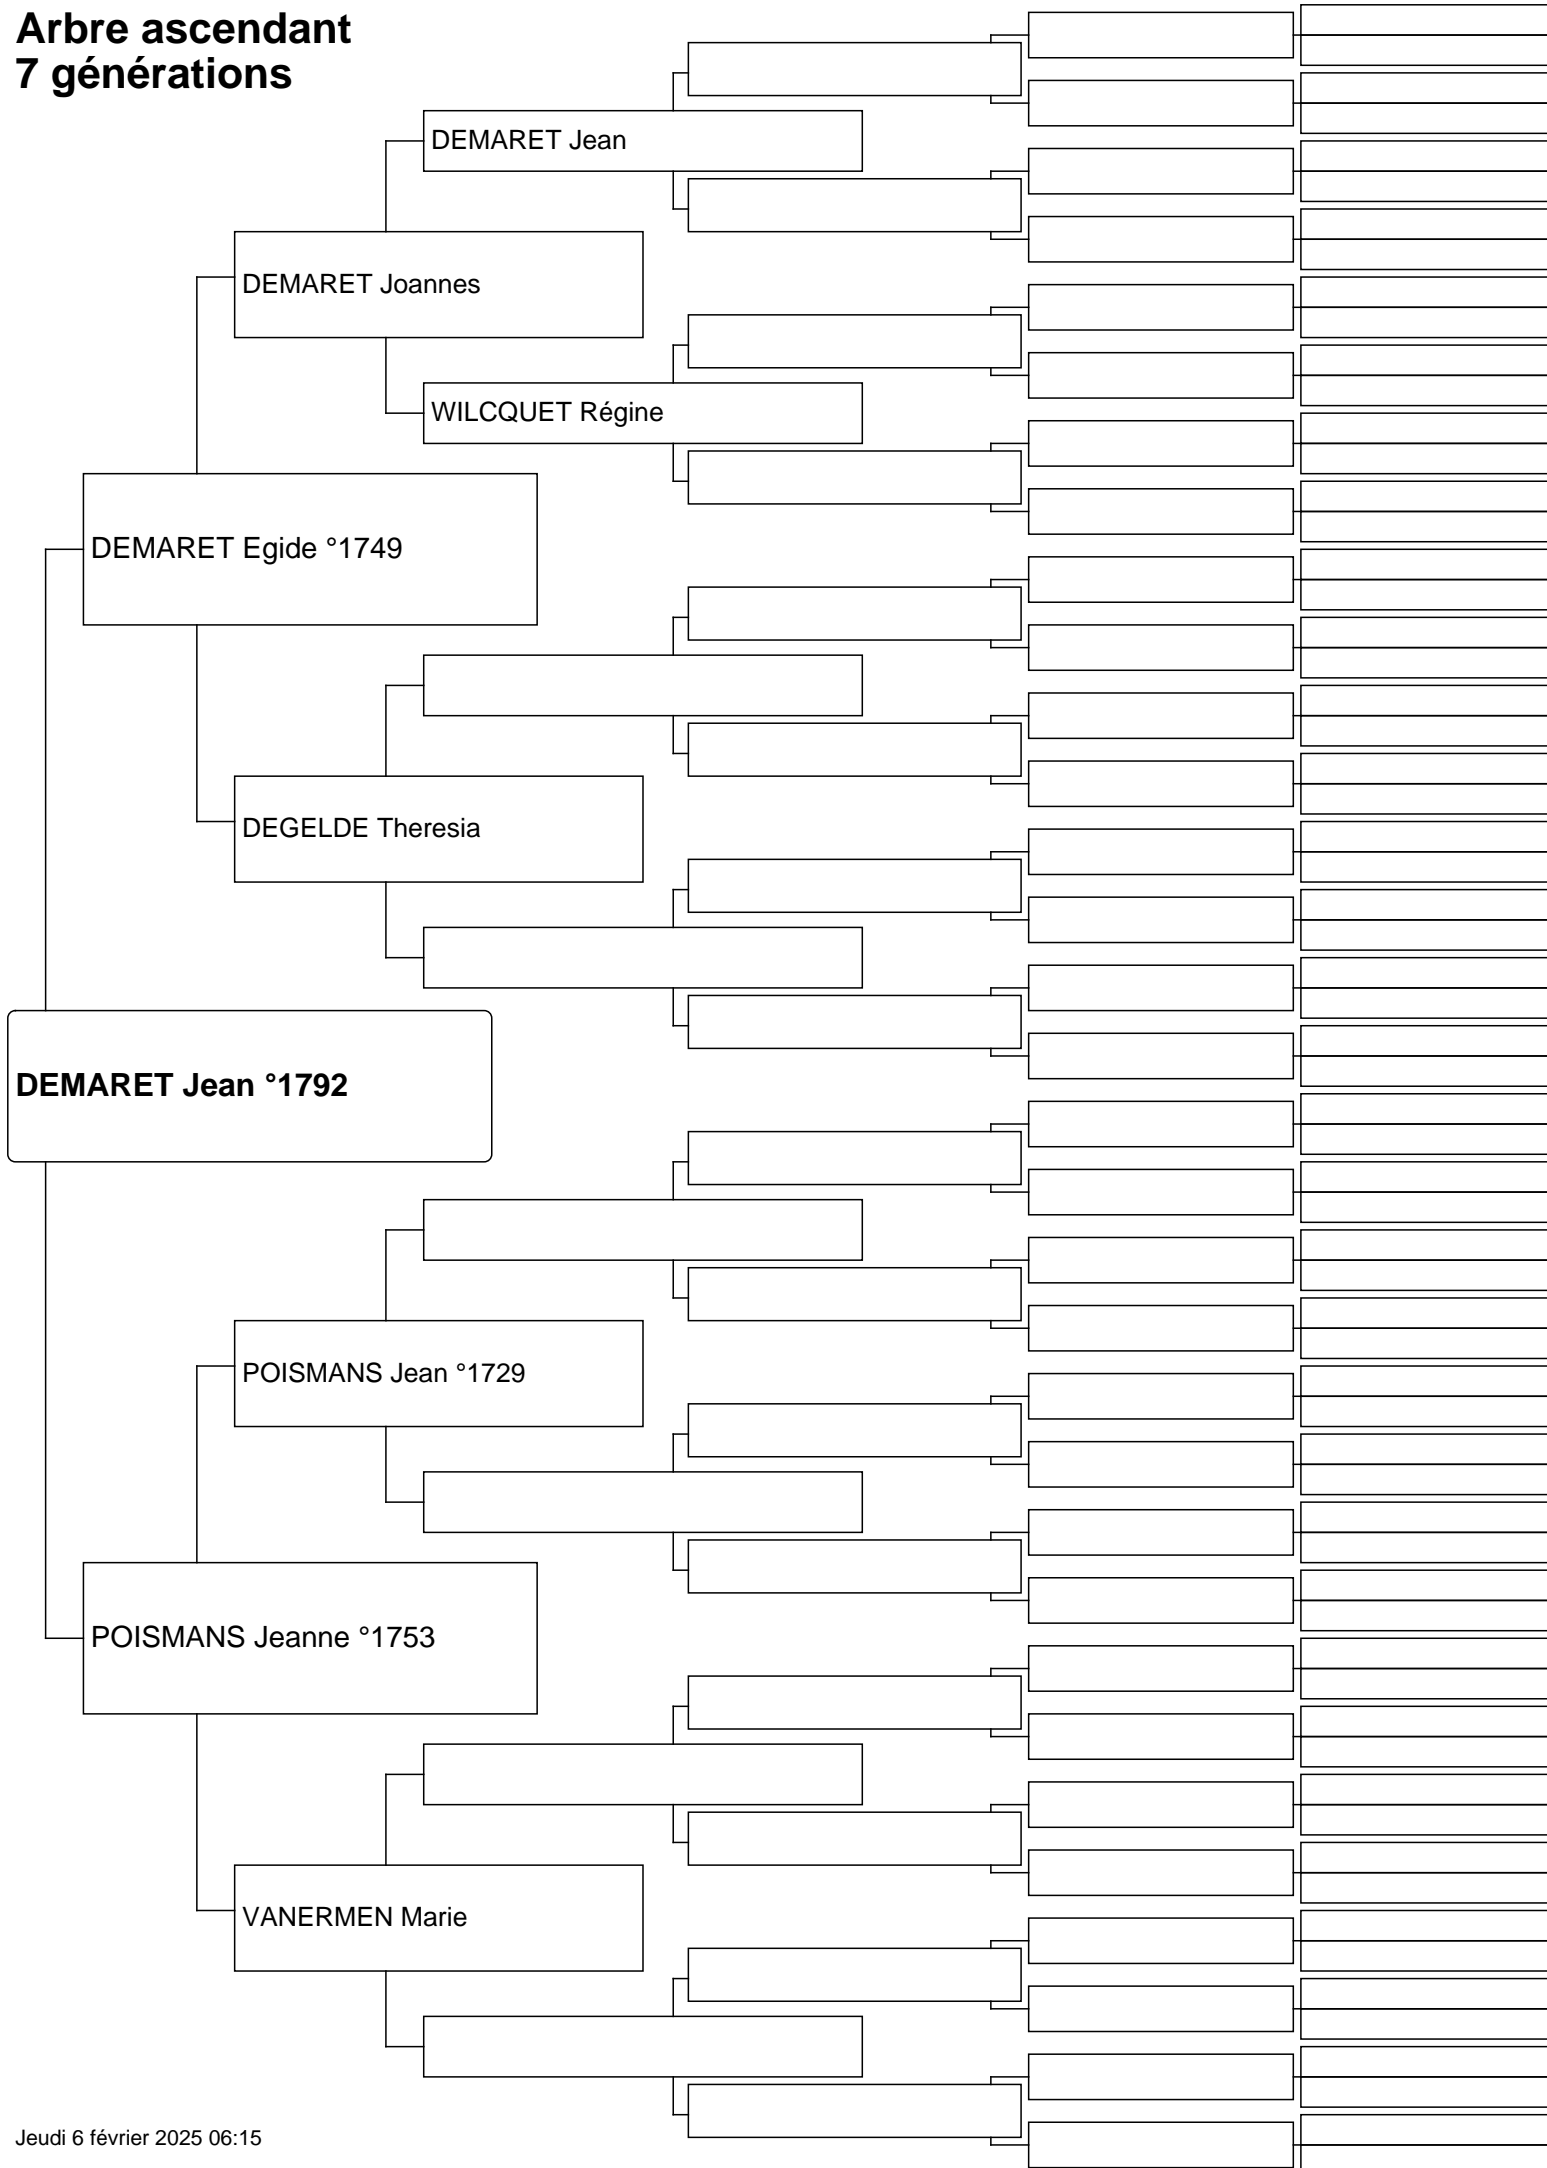 Arbre ascendant
7 générations
DEMARET Jean
DEMARET Joannes
WILCQUET Régine
DEMARET Egide °1749
DEGELDE Theresia
DEMARET Jean °1792
POISMANS Jean °1729
POISMANS Jeanne °1753
VANERMEN Marie
Jeudi 6 février 2025 06:15